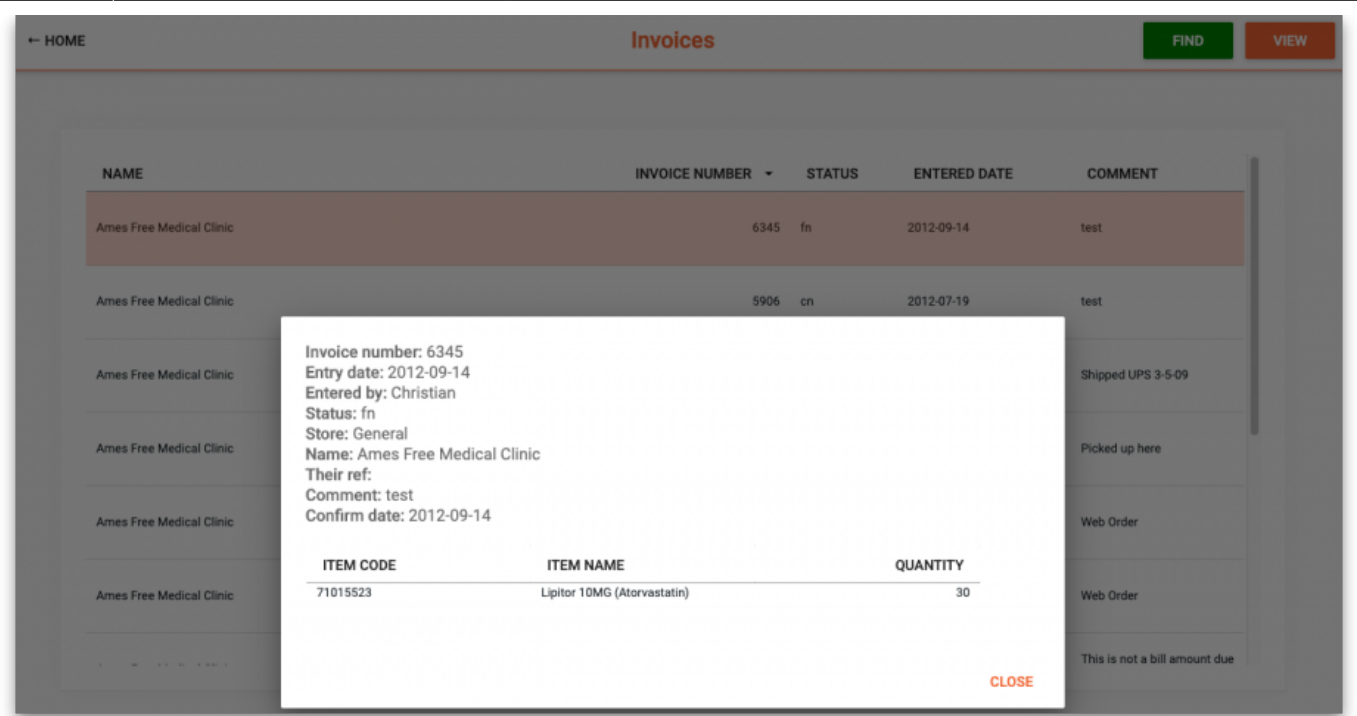 ← HOME
Invoices
FIND
VIEW
NAME INVOICE NUMBER STATUS ENTERED DATE COMMENT
Ames Free Medical Clinic 6345 fn 2012-09-14 test
Ames Free Medical Clinic 5906 cn 2012-07-19 test
Ames Free Medical Clinic Shipped UPS 3-5-09
Ames Free Medical Clinic Picked up here
Ames Free Medical Clinic Web Order
Ames Free Medical Clinic Web Order
This is not a bill amount due
Invoice number: 6345
Entry date: 2012-09-14
Entered by: Christian
Status: fn
Store: General
Name: Ames Free Medical Clinic
Their ref:
Comment: test
Confirm date: 2012-09-14
ITEM CODE ITEM NAME QUANTITY
71015523 Lipitor 10MG (Atorvastatin) 30
CLOSE